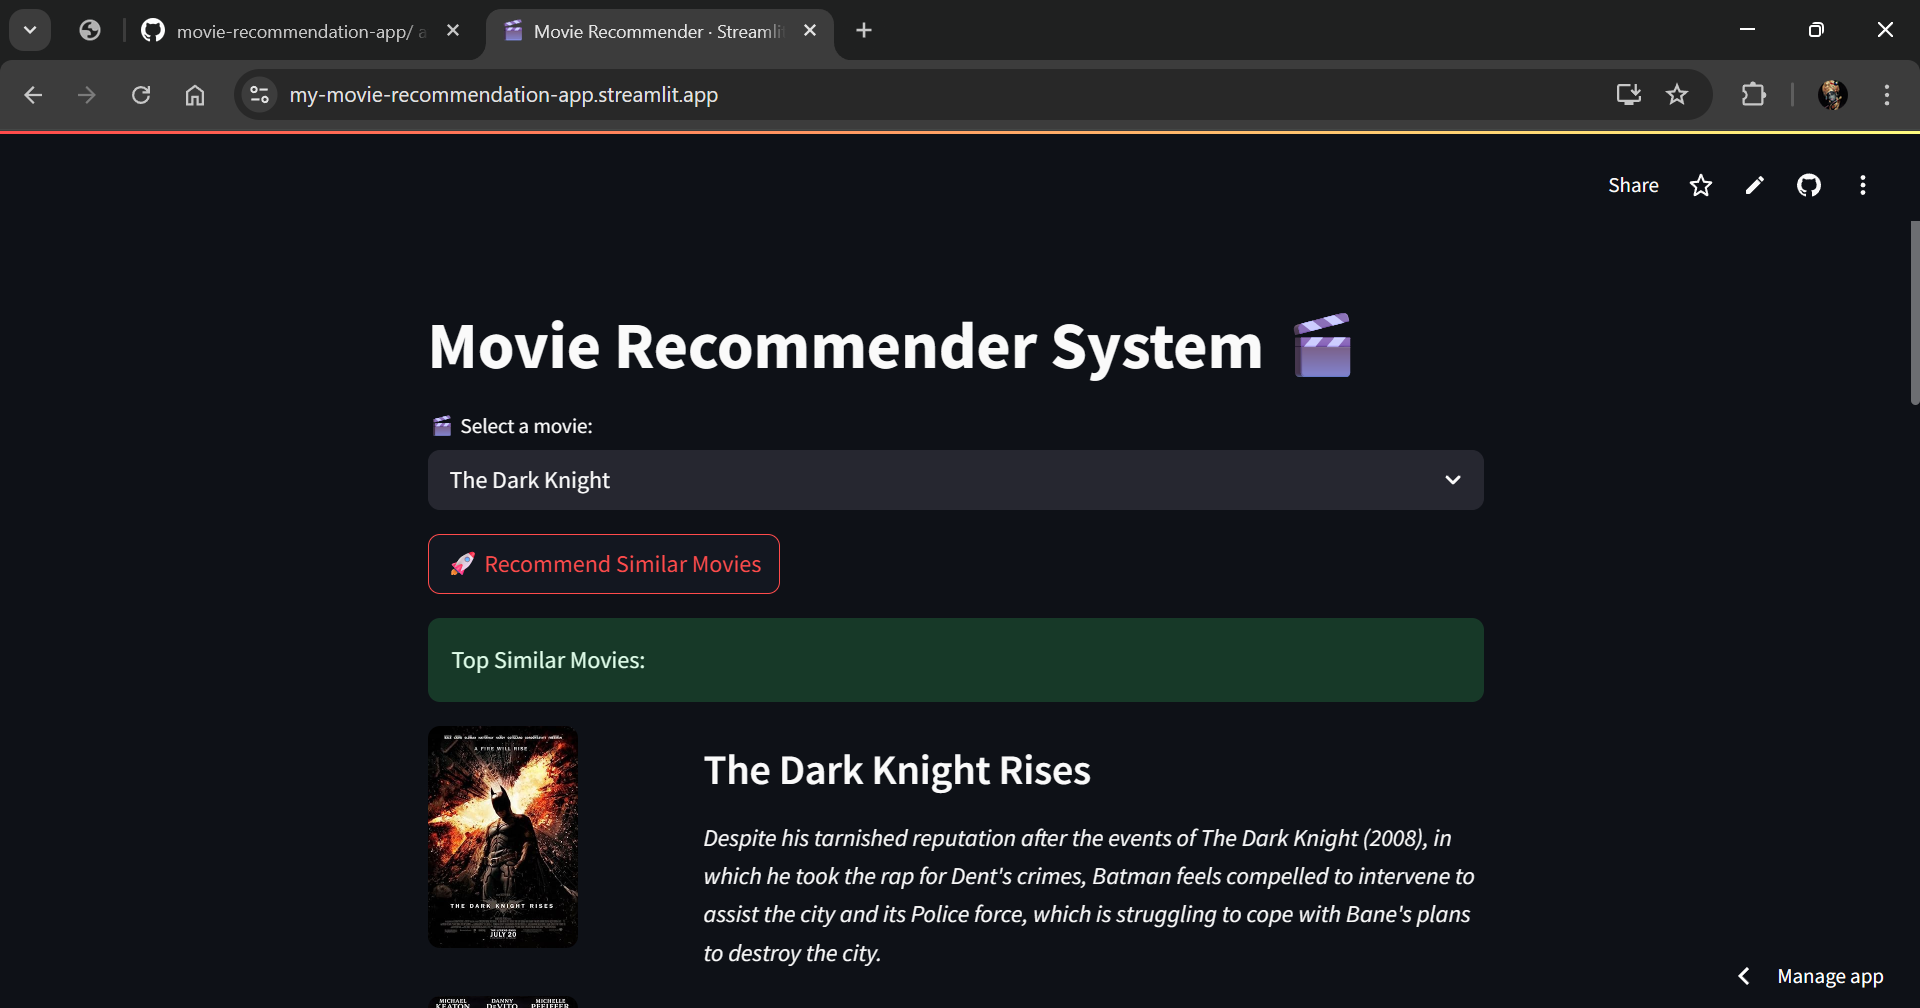 movie-recommendation-app/ a
Movie Recommender · Streamli
my-movie-recommendation-app.streamlit.app
Share
Movie Recommender System
Select a movie:
The Dark Knight
Recommend Similar Movies
Top Similar Movies:
A FIRE WILL RISE
THE DARK KNIGHT RISES
JULY 20
The Dark Knight Rises
Despite his tarnished reputation after the events of The Dark Knight (2008), in
which he took the rap for Dent's crimes, Batman feels compelled to intervene to
assist the city and its Police force, which is struggling to cope with Bane's plans
to destroy the city.
MICHAEL DANNY MICHELLE
KEATON DEVITO PFEIFFER
Manage app